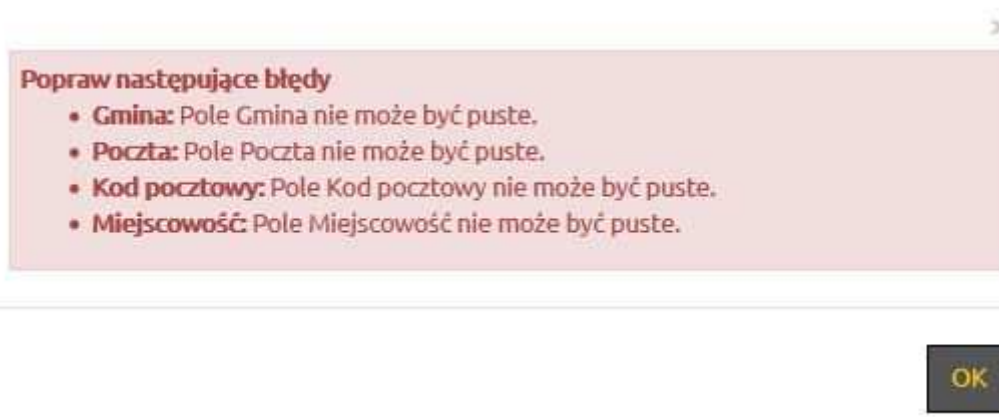 Popraw następujące błędy
• Gmina: Pole Gmina nie może być puste.
• Poczta: Pole Poczta nie może być puste.
• Kod pocztowy: Pole Kod pocztowy nie może być puste.
• Miejscowość: Pole Miejscowość nie może być puste.
OK